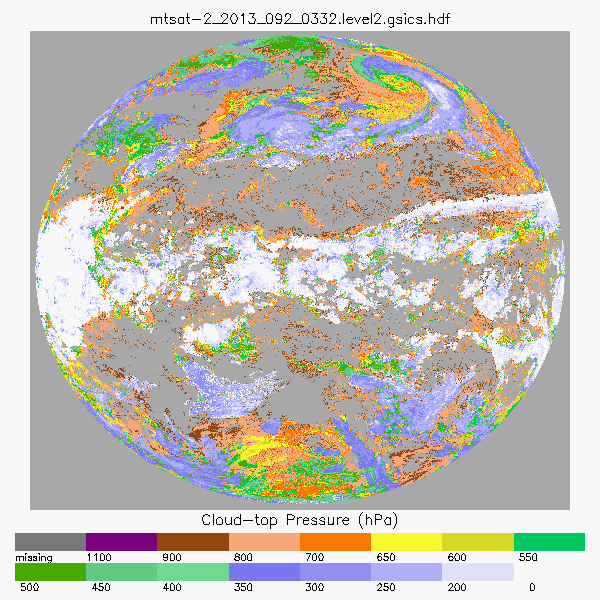 mtsat-2_2013_092_0332.level2.gsics.hdf
Cloud-top Pressure (hPa)
missing 1100 900 800 700 650 600 550
500 450 400 350 300 250 200 0